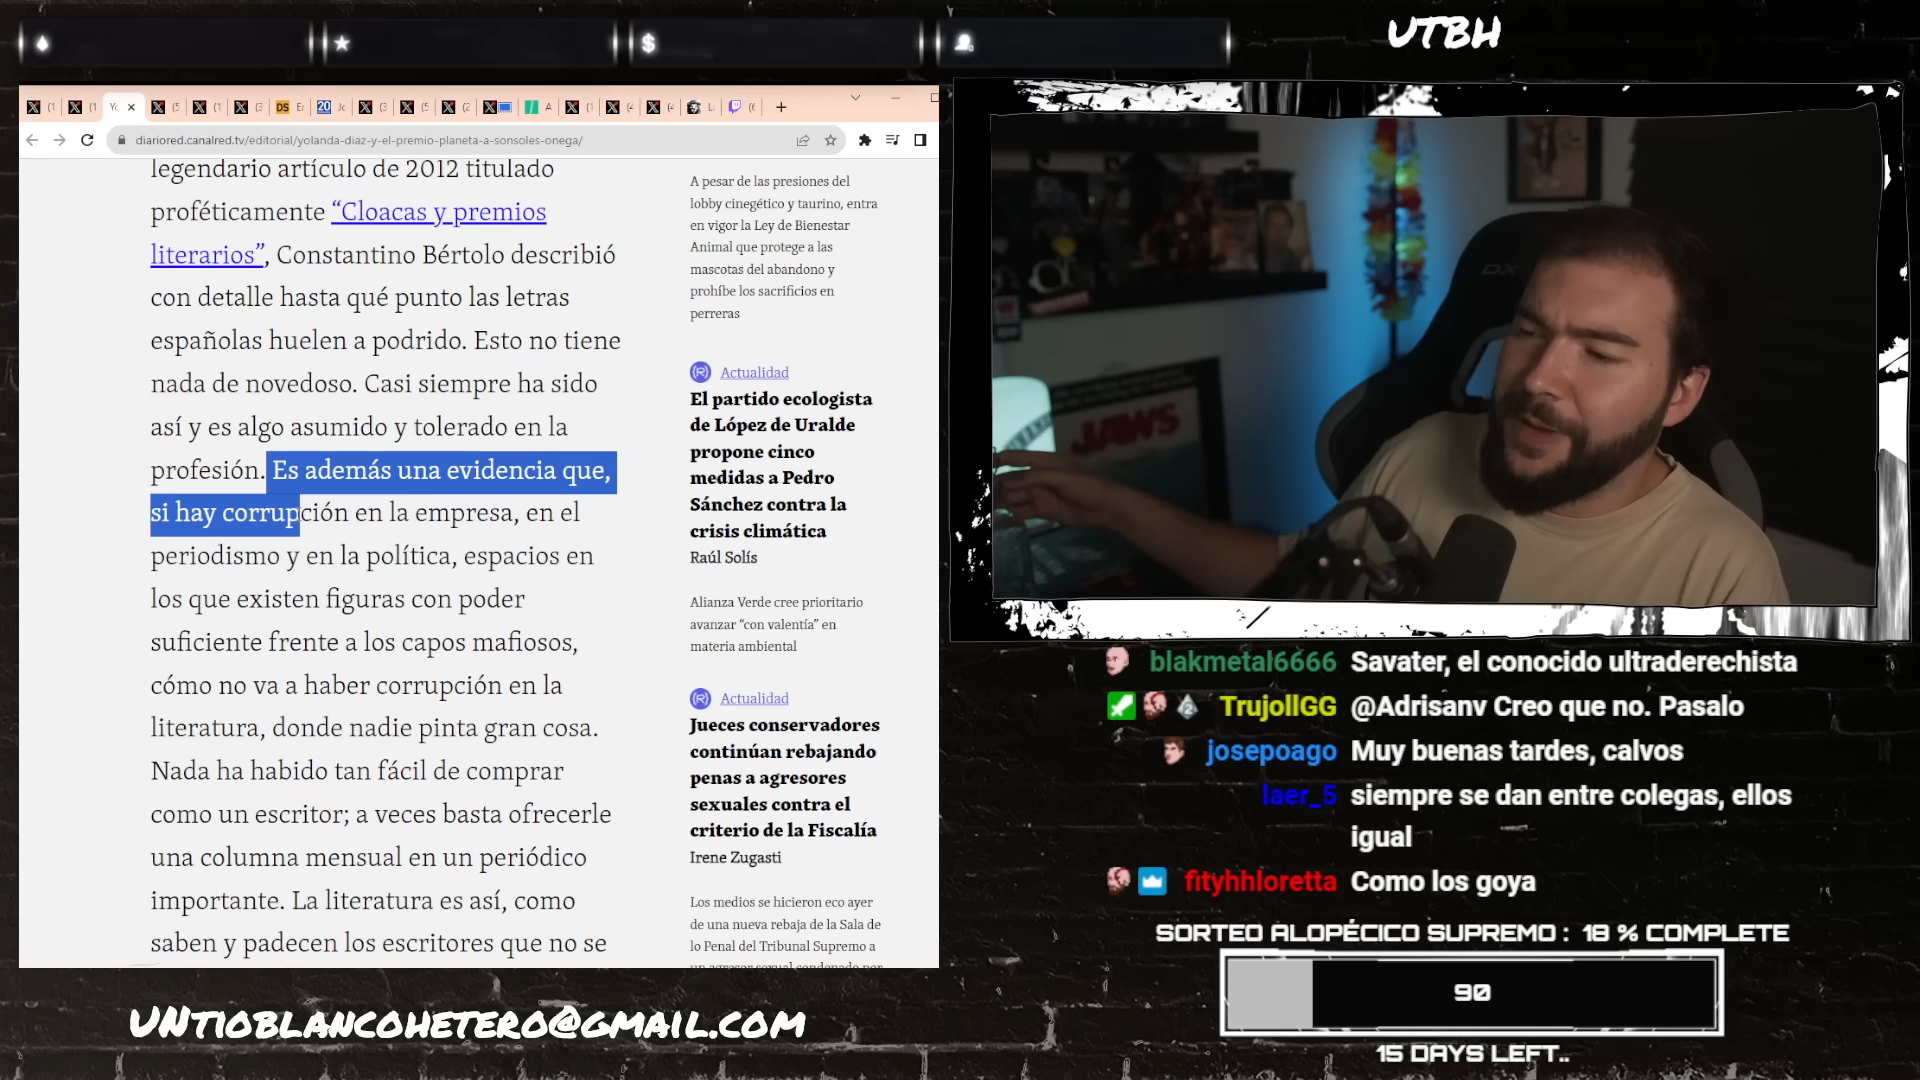 UTBH
diariored.canalred.tv/editorial/yolanda-diaz-y-el-premio-planeta-a-sonsoles-onega/
legendario artículo de 2012 titulado
proféticamente “Cloacas y premios
literarios”, Constantino Bértolo describió
con detalle hasta qué punto las letras
españolas huelen a podrido. Esto no tiene
nada de novedoso. Casi siempre ha sido
así y es algo asumido y tolerado en la
profesión. Es además una evidencia que,
si hay corrupción en la empresa, en el
periodismo y en la política, espacios en
los que existen figuras con poder
suficiente frente a los capos mafiosos,
cómo no va a haber corrupción en la
literatura, donde nadie pinta gran cosa.
Nada ha habido tan fácil de comprar
como un escritor; a veces basta ofrecerle
una columna mensual en un periódico
importante. La literatura es así, como
saben y padecen los escritores que no se
A pesar de las presiones del
lobby cinegético y taurino, entra
en vigor la Ley de Bienestar
Animal que protege a las
mascotas del abandono y
prohíbe los sacrificios en
perreras
Actualidad
El partido ecologista
de López de Uralde
propone cinco
medidas a Pedro
Sánchez contra la
crisis climática
Raúl Solís
Alianza Verde cree prioritario
avanzar “con valentía” en
materia ambiental
Actualidad
Jueces conservadores
continúan rebajando
penas a agresores
sexuales contra el
criterio de la Fiscalía
Irene Zugasti
Los medios se hicieron eco ayer
de una nueva rebaja de la Sala de
lo Penal del Tribunal Supremo a
JAWS
blakmetal6666 Savater, el conocido ultraderechista
TrujollGG @Adrisanv Creo que no. Pasalo
josepoago Muy buenas tardes, calvos
laer_5 siempre se dan entre colegas, ellos
igual
fityhhloretta Como los goya
SORTEO ALOPÉCICO SUPREMO : 18 % COMPLETE
90
15 DAYS LEFT..
UNTIOBLANCOHETERO@GMAIL.COM